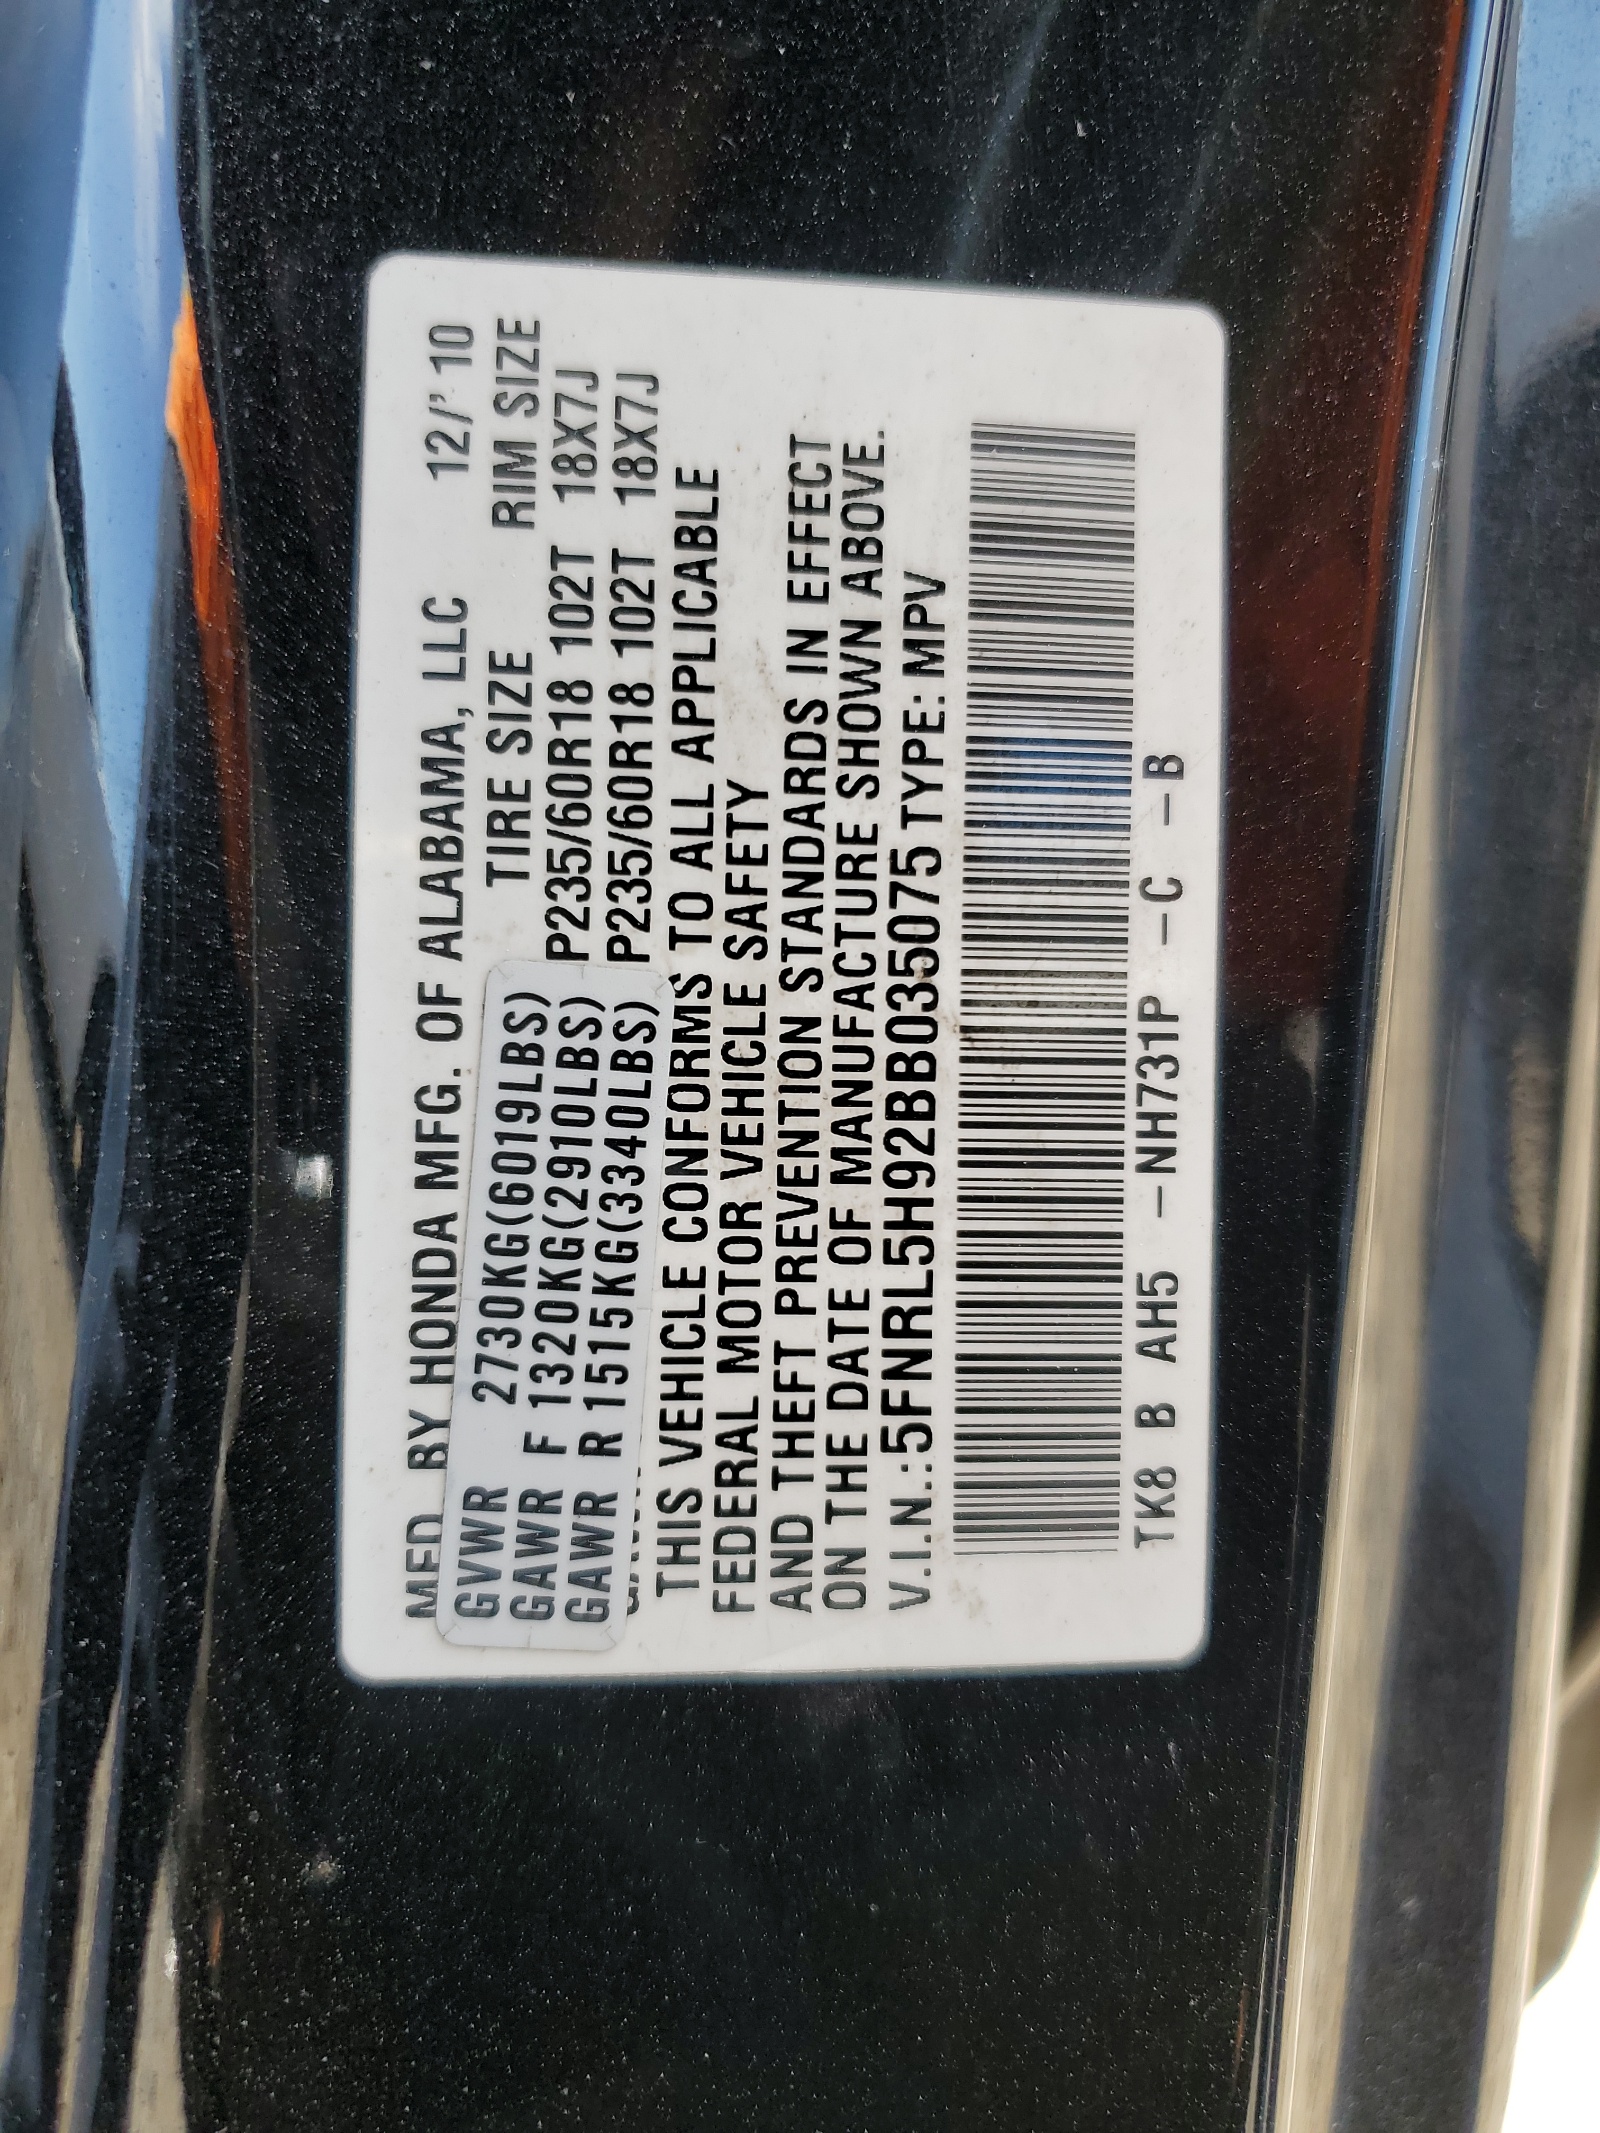 MFD. BY HONDA MFG. OF ALABAMA, LLC 12/'10
TIRE SIZE RIM SIZE
GVWR 2730KG(6019LBS)
GAWR F 1320KG(2910LBS) P235/60R18 102T 18X7J
GAWR R 1515KG(3340LBS) P235/60R18 102T 18X7J
THIS VEHICLE CONFORMS TO ALL APPLICABLE
FEDERAL MOTOR VEHICLE SAFETY
AND THEFT PREVENTION STANDARDS IN EFFECT
ON THE DATE OF MANUFACTURE SHOWN ABOVE.
V.I.N.:5FNRL5H92BB035075 TYPE: MPV
TK8 B AH5 -NH731P -C -B